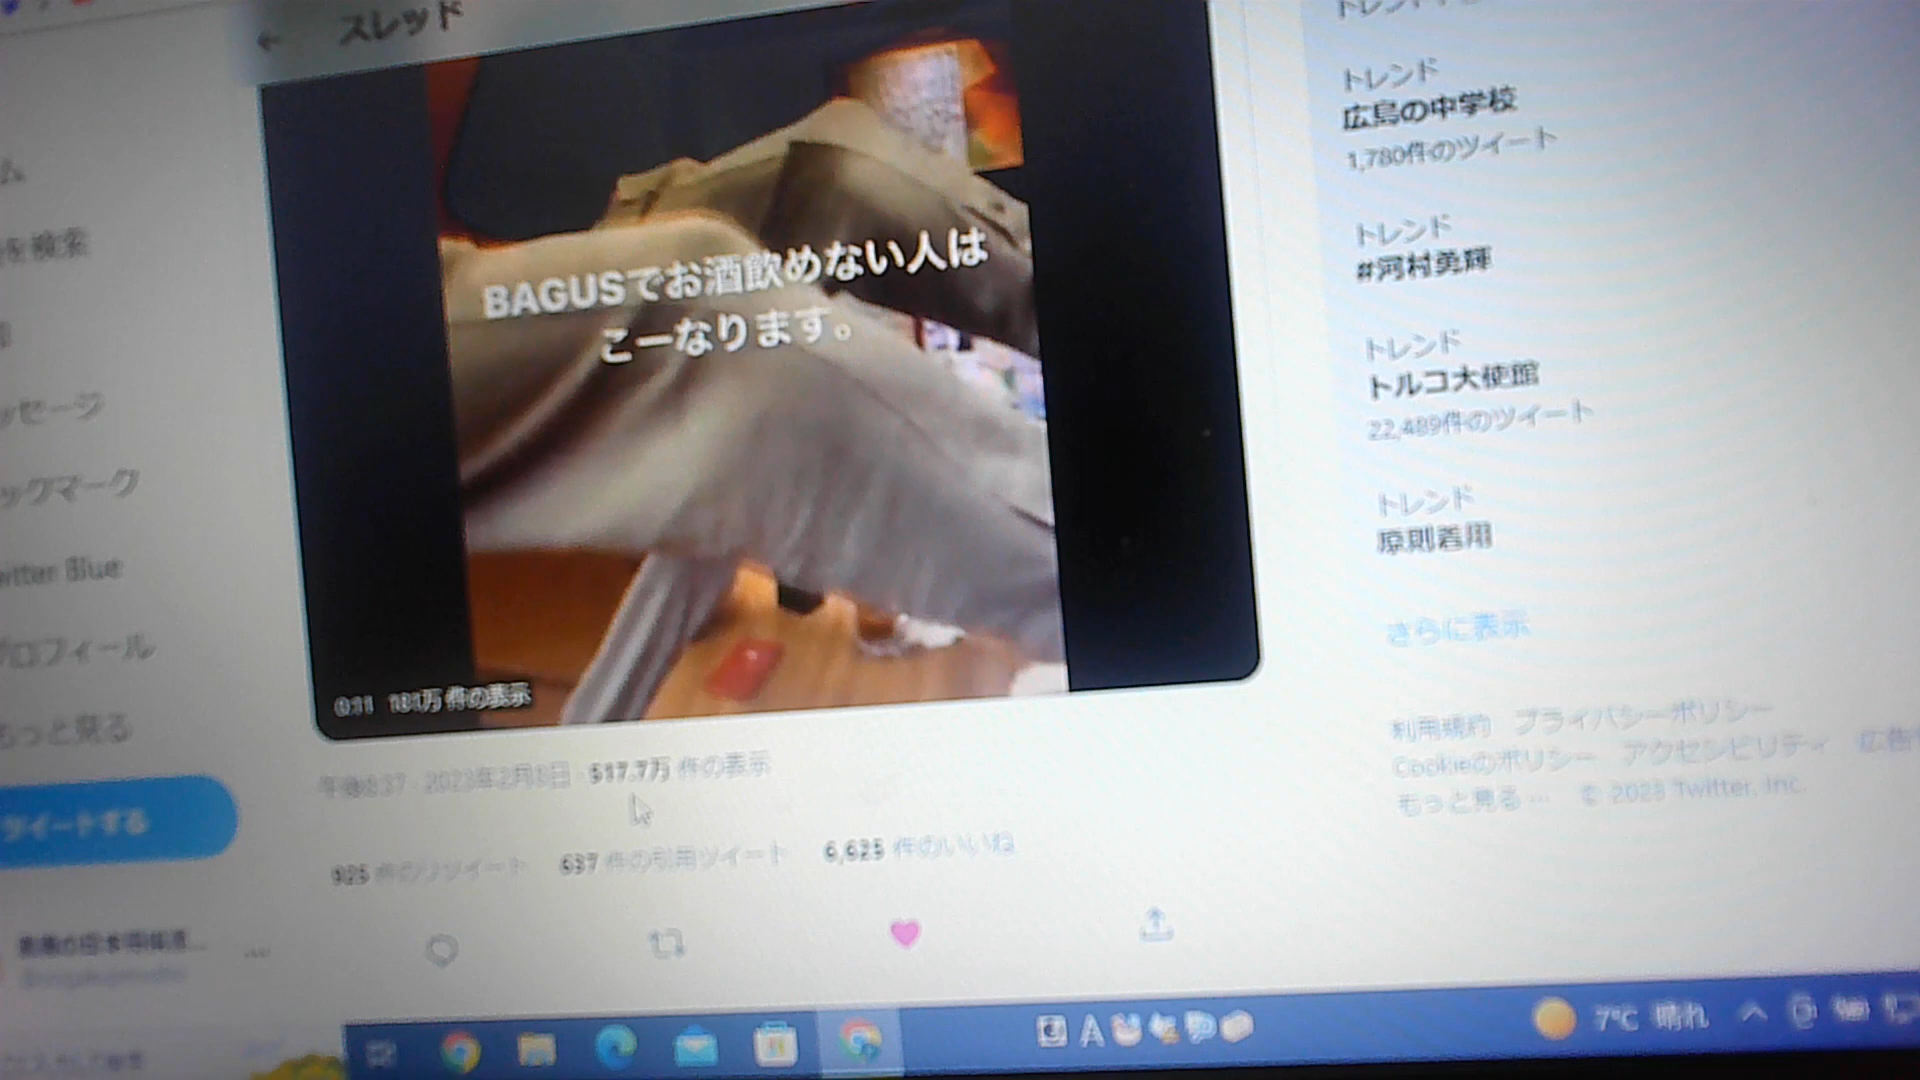 スレッド
を検索
ッセージ
ックマーク
witter Blue
プロフィール
もっと見る
ツイートする
BAGUSでお酒飲めない人は
こーなります。
件の表示
2023年2月 日 · 517.7万 件の表示
925 件のリツイート 637 件の引用ツイート 6,625 件のいいね
トレンド
広島の中学校
1,780件のツイート
トレンド
#河村勇輝
トレンド
トルコ大使館
22,489件のツイート
トレンド
原則着用
さらに表示
利用規約 プライバシーポリシー
Cookieのポリシー アクセシビリティ 広告
もっと見る … © 2023 Twitter, Inc.
A
7°C 晴れ